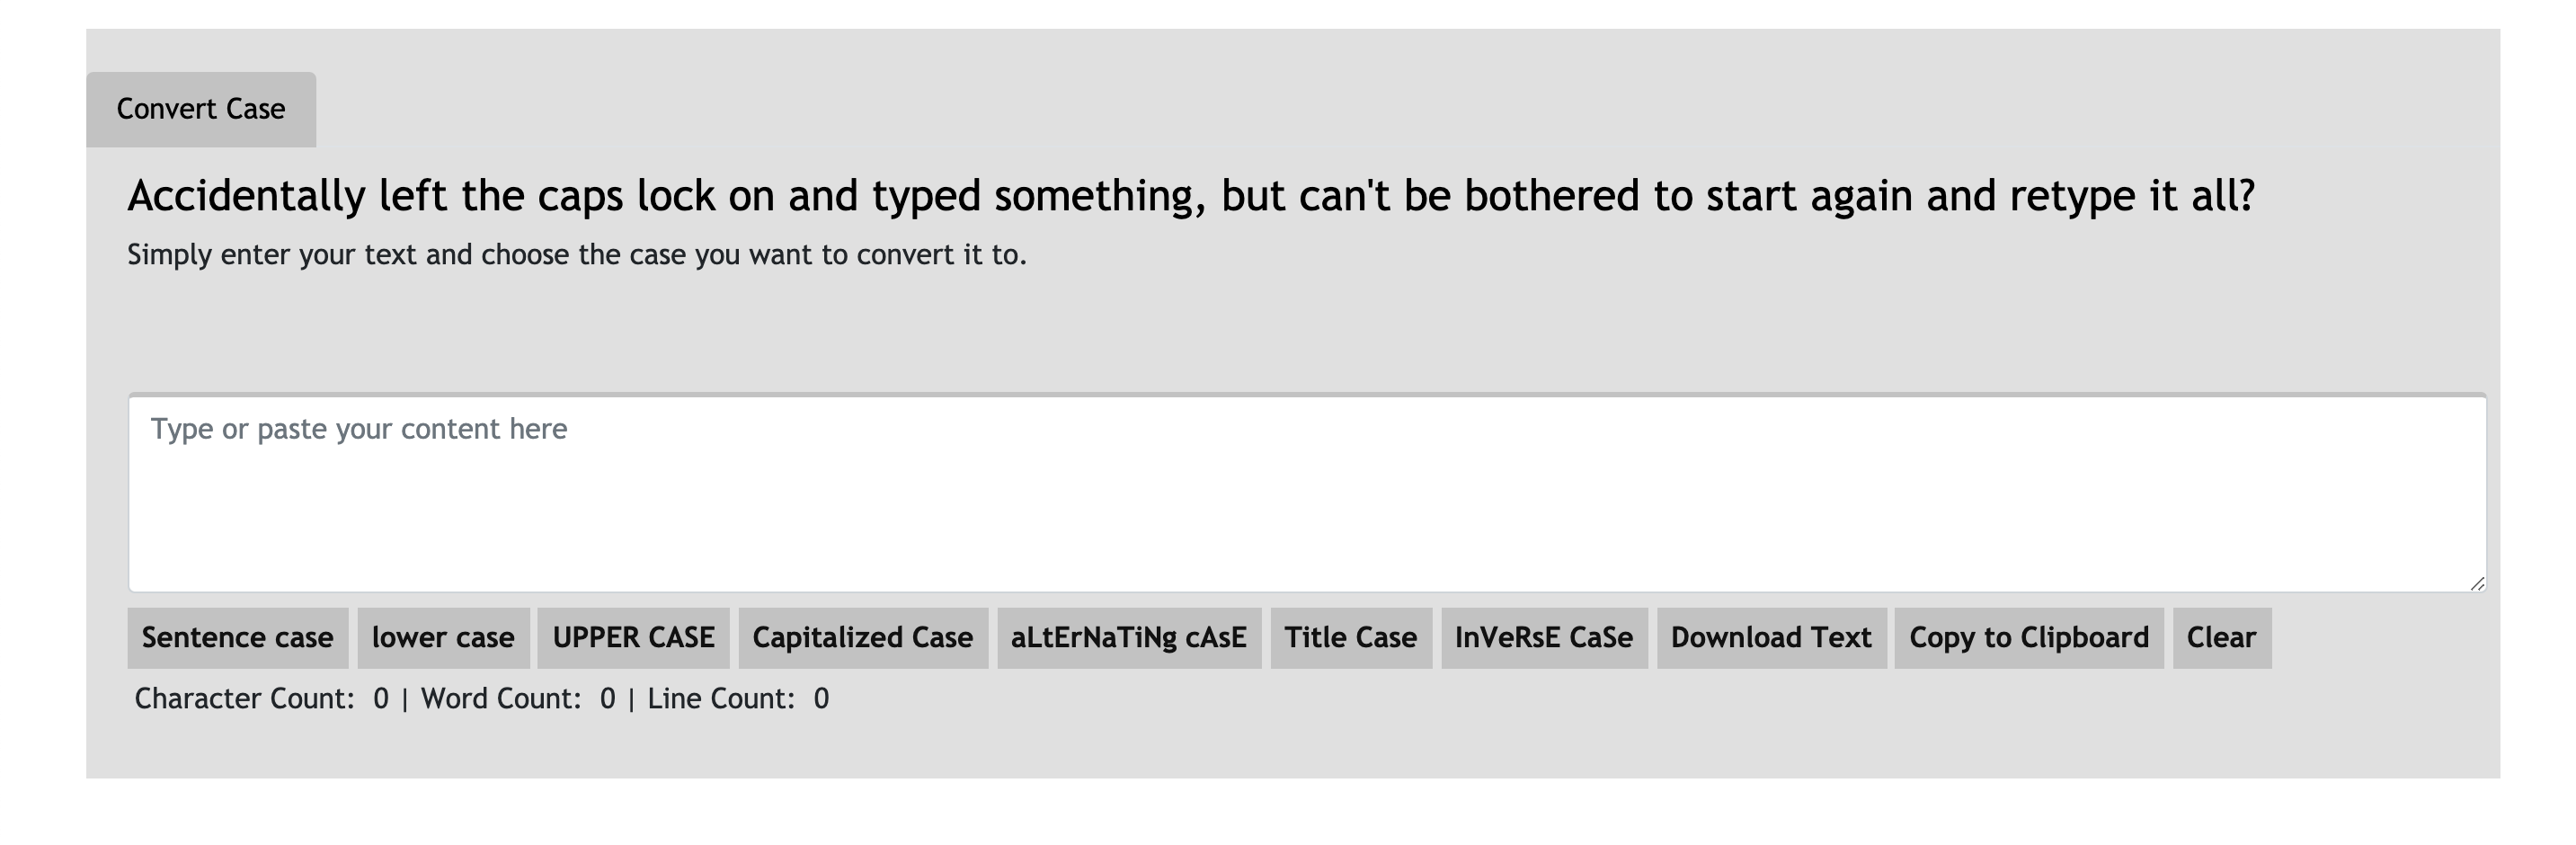 Convert Case
Accidentally left the caps lock on and typed something, but can't be bothered to start again and retype it all?
Simply enter your text and choose the case you want to convert it to.
Type or paste your content here
Sentence case lower case UPPER CASE Capitalized Case aLtErNaTiNg cAsE Title Case InVeRsE CaSe Download Text Copy to Clipboard Clear
Character Count: 0 | Word Count: 0 | Line Count: 0